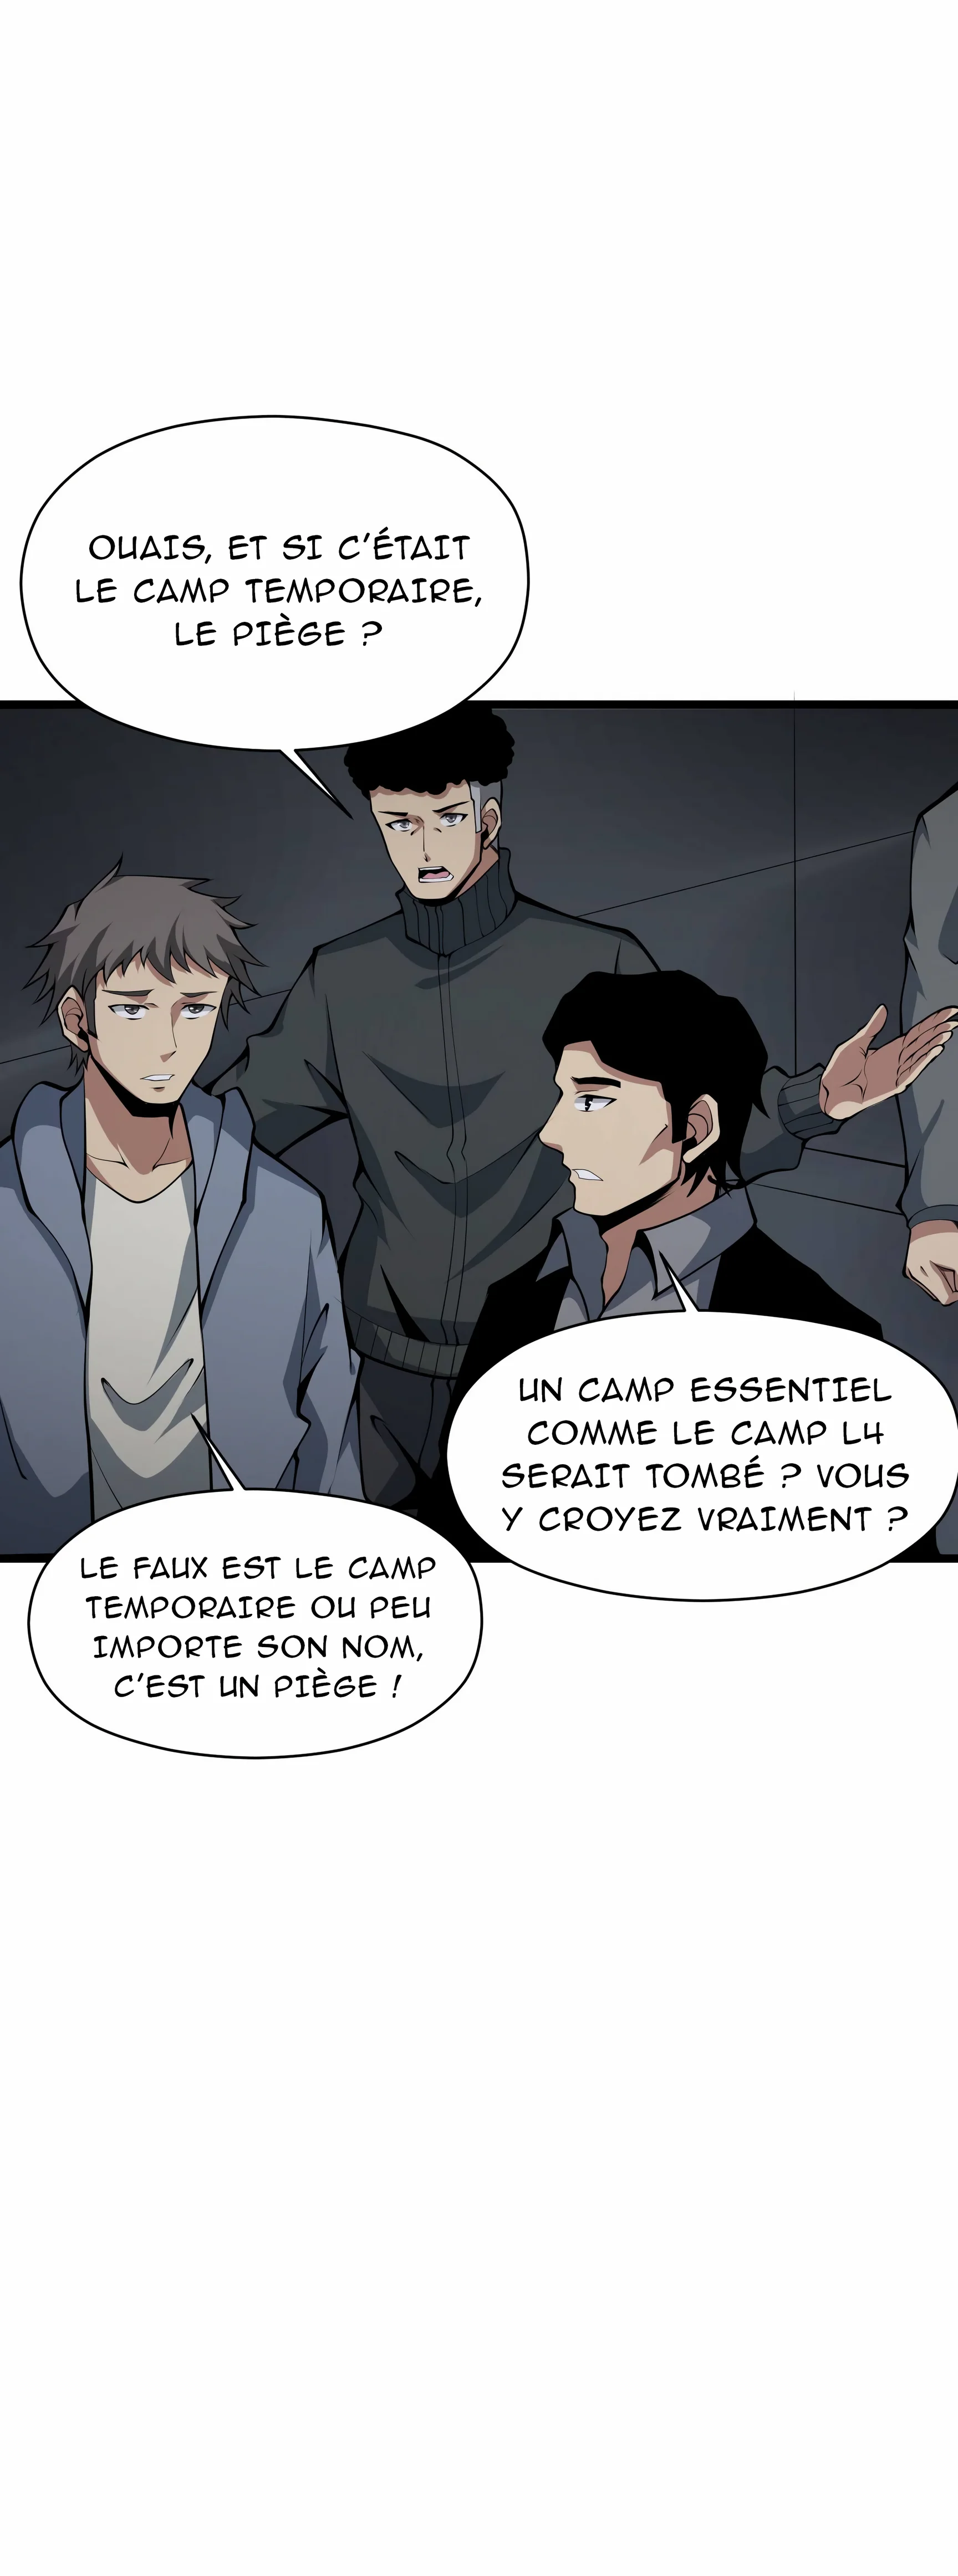 OUAIS, ET SI C'ÉTAIT
LE CAMP TEMPORAIRE,
LE PIÈGE ?
UN CAMP ESSENTIEL
COMME LE CAMP L4
SERAIT TOMBÉ ? VOUS
Y CROYEZ VRAIMENT ?
LE FAUX EST LE CAMP
TEMPORAIRE OU PEU
IMPORTE SON NOM,
C'EST UN PIÈGE !